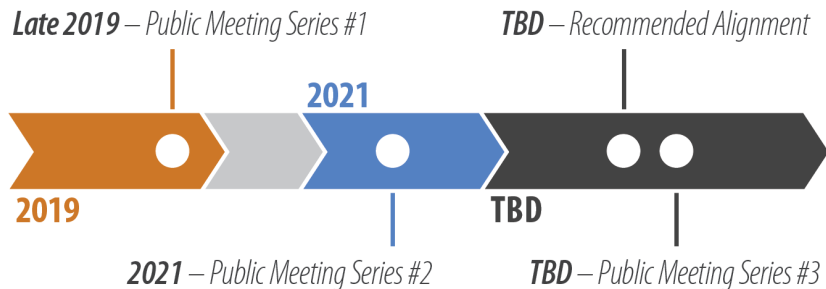 Late 2019 – Public Meeting Series #1
TBD – Recommended Alignment
2021
2019
TBD
2021 – Public Meeting Series #2
TBD – Public Meeting Series #3